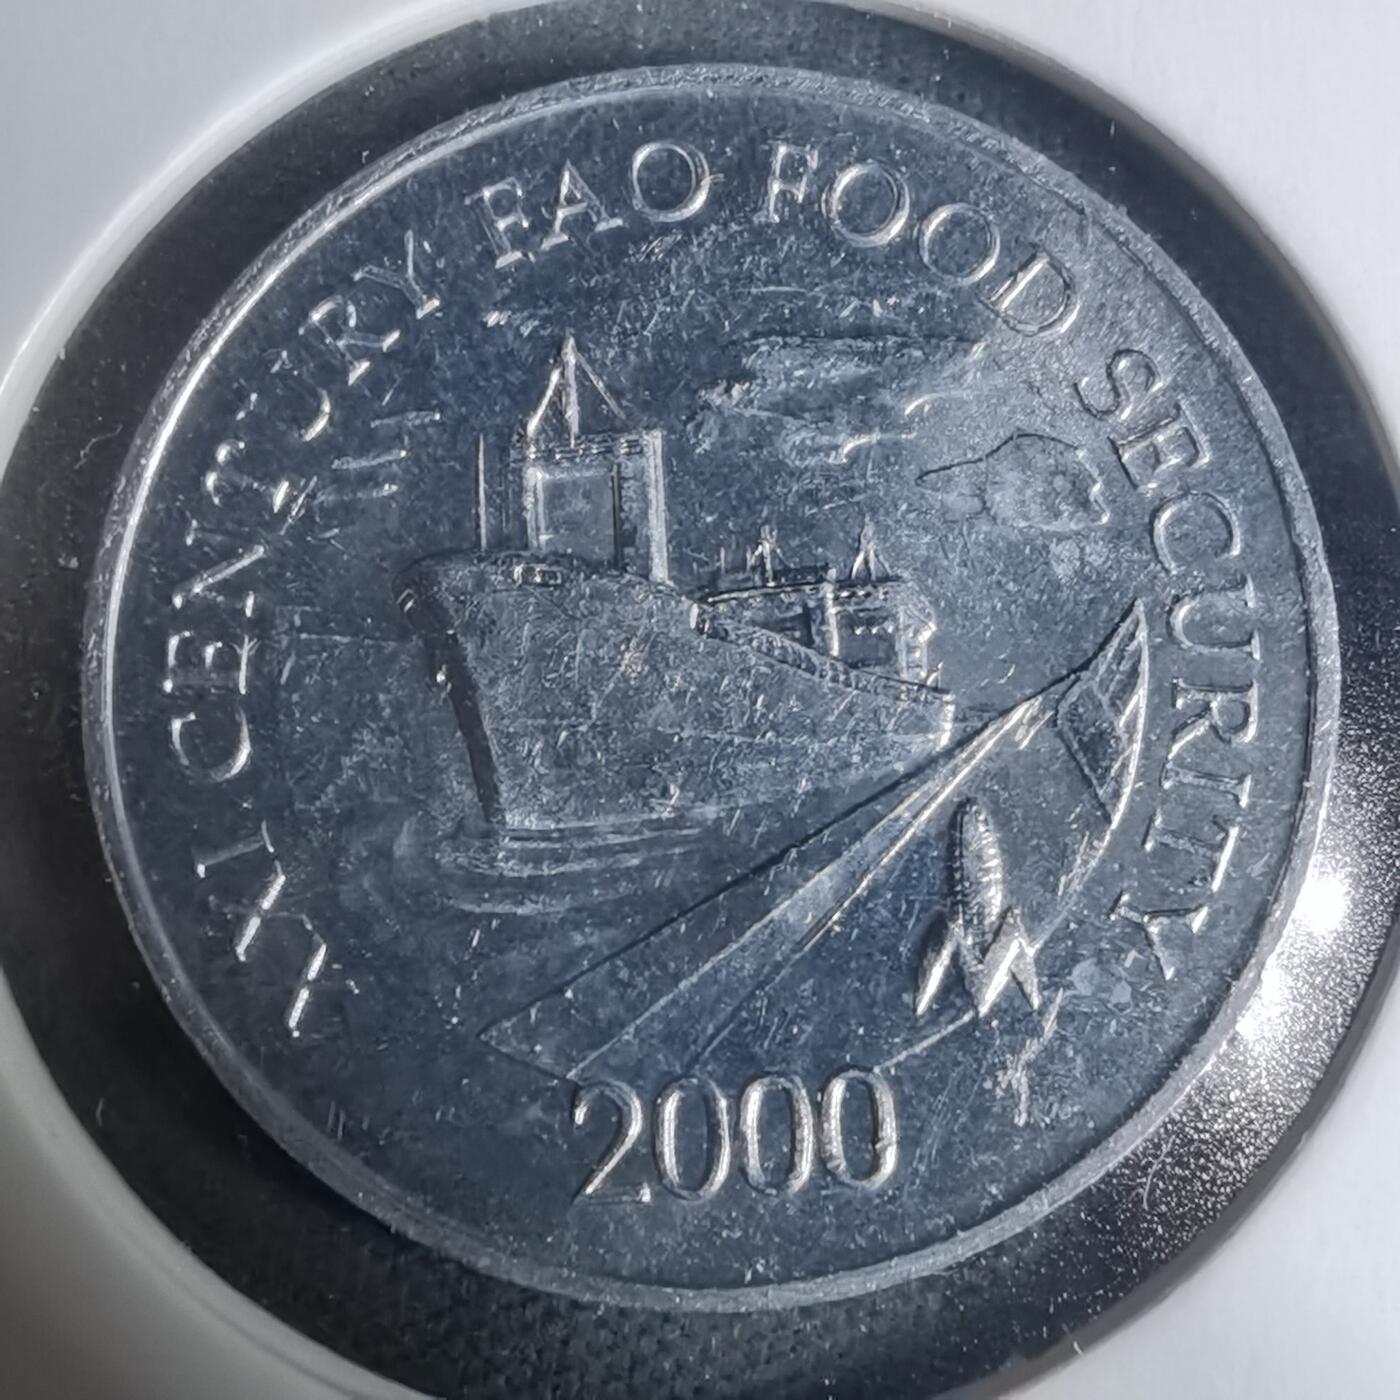 XXI CENTURY FAO FOOD SECURITY
2000